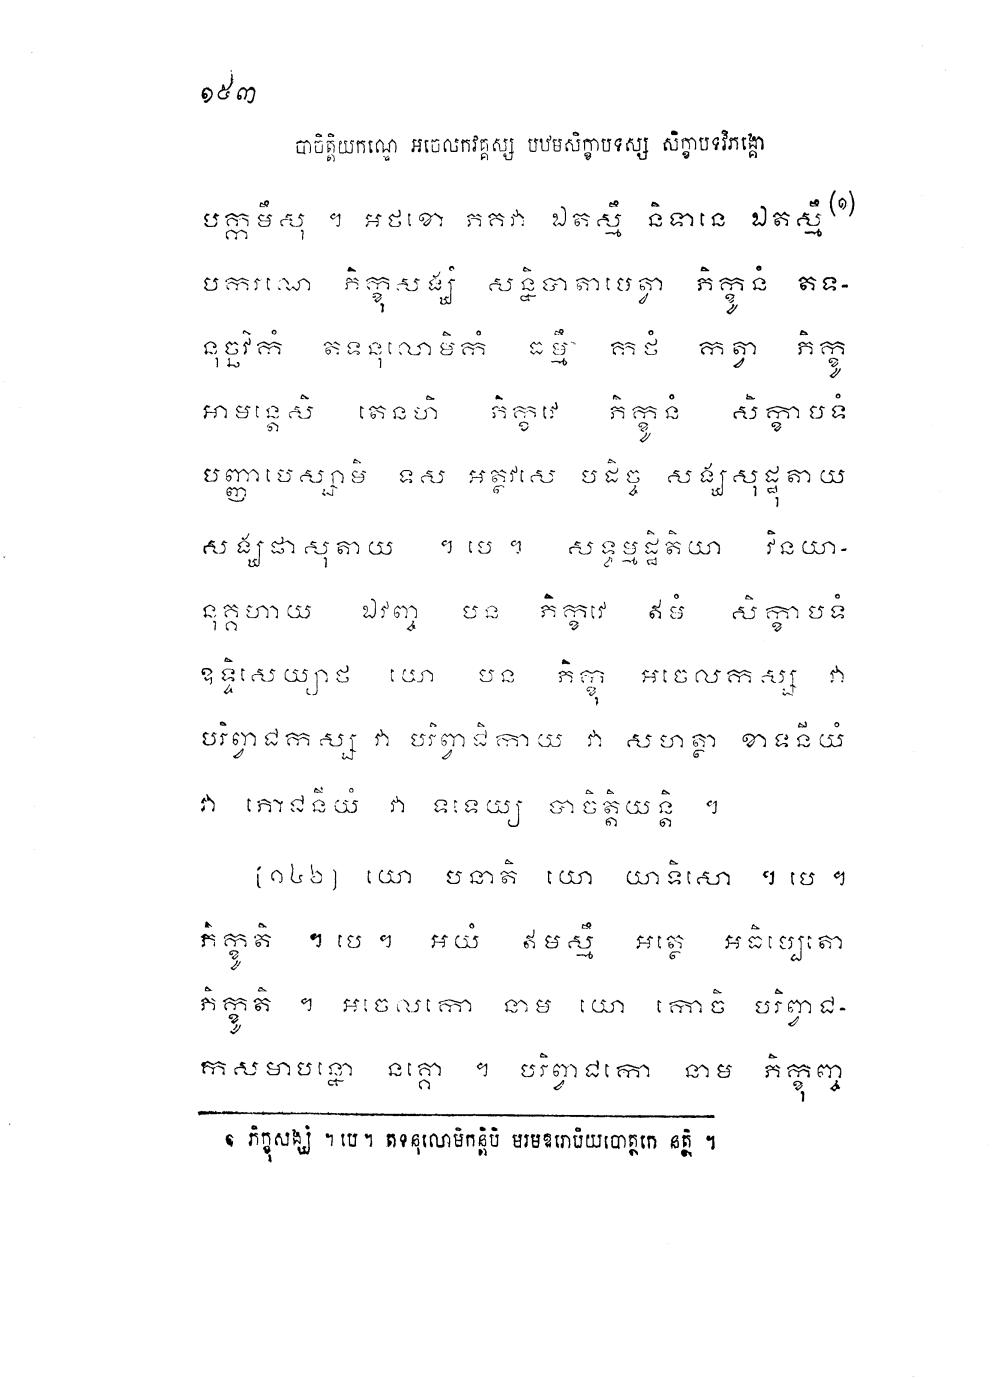 ១៥៣
បាចិត្តិយកណ្ឌេ អចេលកវគ្គស្ស បឋមសិក្ខាបទស្ស សិក្ខាបទវិភង្គោ
បក្កមឹសុ ។ អថខោ ភគវា ឯតស្មឹ និទានេ ឯតស្មឹ (១)
បករណេ ភិក្ខុសង្ឃំ សន្និបាតាបេត្វា ភិក្ខូនំ តទ-
នុច្ឆវិកំ តទនុលោមិកំ ធម្មឹ កថំ កត្វា ភិក្ខូ
អាមន្តេសិ តេនហិ ភិក្ខវេ ភិក្ខូនំ សិក្ខាបទំ
បញ្ញាបេស្សាមិ ទស អត្ថវសេ បដិច្ច សង្ឃសុដ្ឋុតាយ
សង្ឃផាសុតាយ ។ បេ ។ សទ្ធម្មដ្ឋិតិយា វិនយា-
នុគ្គហាយ ឯវញ្ច បន ភិក្ខវេ ឥមំ សិក្ខាបទំ
ឧទ្ទិសេយ្យាថ យោ បន ភិក្ខុ អចេលកស្ស វា
បរិព្វាជកស្ស វា បរិព្វាជិកាយ វា សហត្ថា ខាទនីយំ
វា ភោជនីយំ វា ទទេយ្យ បាចិត្តិយន្តិ ។
[១៤៦] យោ បនាតិ យោ យាទិសោ ។ បេ ។
ភិក្ខូតិ ។ បេ ។ អយំ ឥមស្មឹ អត្ថេ អធិប្បេតោ
ភិក្ខូតិ ។ អចេលកោ នាម យោ កោចិ បរិព្វាជ-
កសមាបន្នោ នគ្គោ ។ បរិព្វាជកោ នាម ភិក្ខុញ្ច
១ ភិក្ខុសង្ឃំ ។ បេ ។ តទនុលោមិកន្តិបិ មរមឧរោបិយបោត្ថកេ នត្ថិ ។